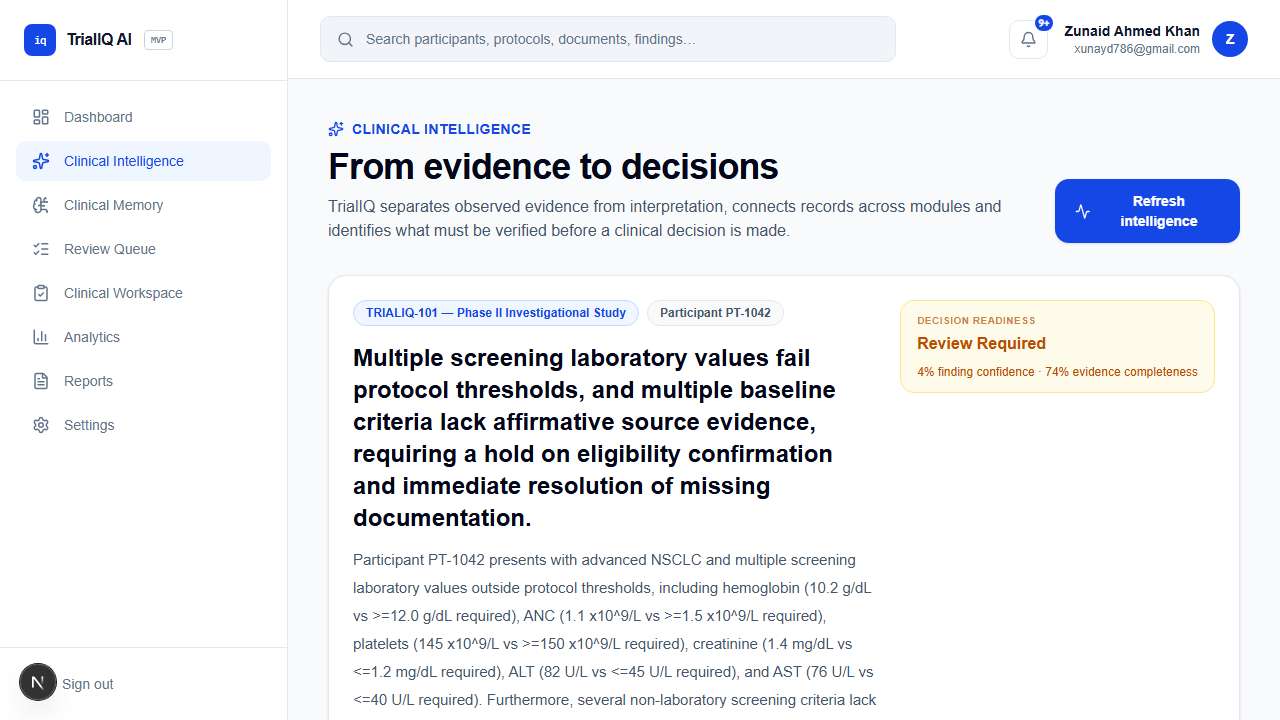 iq
TrialIQ AI
MVP
Search participants, protocols, documents, findings...
9+
Zunaid Ahmed Khan
xunayd786@gmail.com
Z
Dashboard
Clinical Intelligence
Clinical Memory
Review Queue
Clinical Workspace
Analytics
Reports
Settings
N
Sign out
CLINICAL INTELLIGENCE
From evidence to decisions
TrialIQ separates observed evidence from interpretation, connects records across modules and
identifies what must be verified before a clinical decision is made.
Refresh
intelligence
TRIALIQ-101 — Phase II Investigational Study
Participant PT-1042
Multiple screening laboratory values fail
protocol thresholds, and multiple baseline
criteria lack affirmative source evidence,
requiring a hold on eligibility confirmation
and immediate resolution of missing
documentation.
Participant PT-1042 presents with advanced NSCLC and multiple screening
laboratory values outside protocol thresholds, including hemoglobin (10.2 g/dL
vs >=12.0 g/dL required), ANC (1.1 x10^9/L vs >=1.5 x10^9/L required),
platelets (145 x10^9/L vs >=150 x10^9/L required), creatinine (1.4 mg/dL vs
<=1.2 mg/dL required), ALT (82 U/L vs <=45 U/L required), and AST (76 U/L vs
<=40 U/L required). Furthermore, several non-laboratory screening criteria lack
DECISION READINESS
Review Required
4% finding confidence · 74% evidence completeness